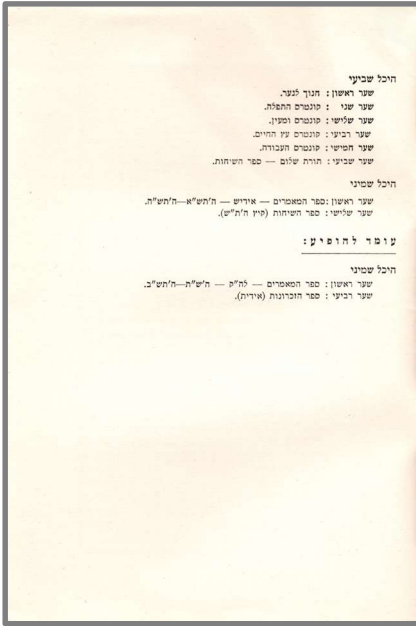 היכל שביעי
שער ראשון: חנוך לנער.
שער שני : קונטרס התפלה.
שער שלישי: קונטרס ומעין.
שער רביעי: קונטרס עץ החיים.
שער חמישי: קונטרס העבודה.
שער שביעי: תורת שלום — ספר השיחות.
היכל שמיני
שער ראשון: ספר המאמרים — אידיש — ה'תש"א—ה'תש"ה.
שער שלישי: ספר השיחות (קיץ ה'ת"ש).
עומד להופיע:
היכל שמיני
שער ראשון: ספר המאמרים — לה"ק — ה'ש"ת—ה'תש"ב.
שער רביעי : ספר הזכרונות (אידית).